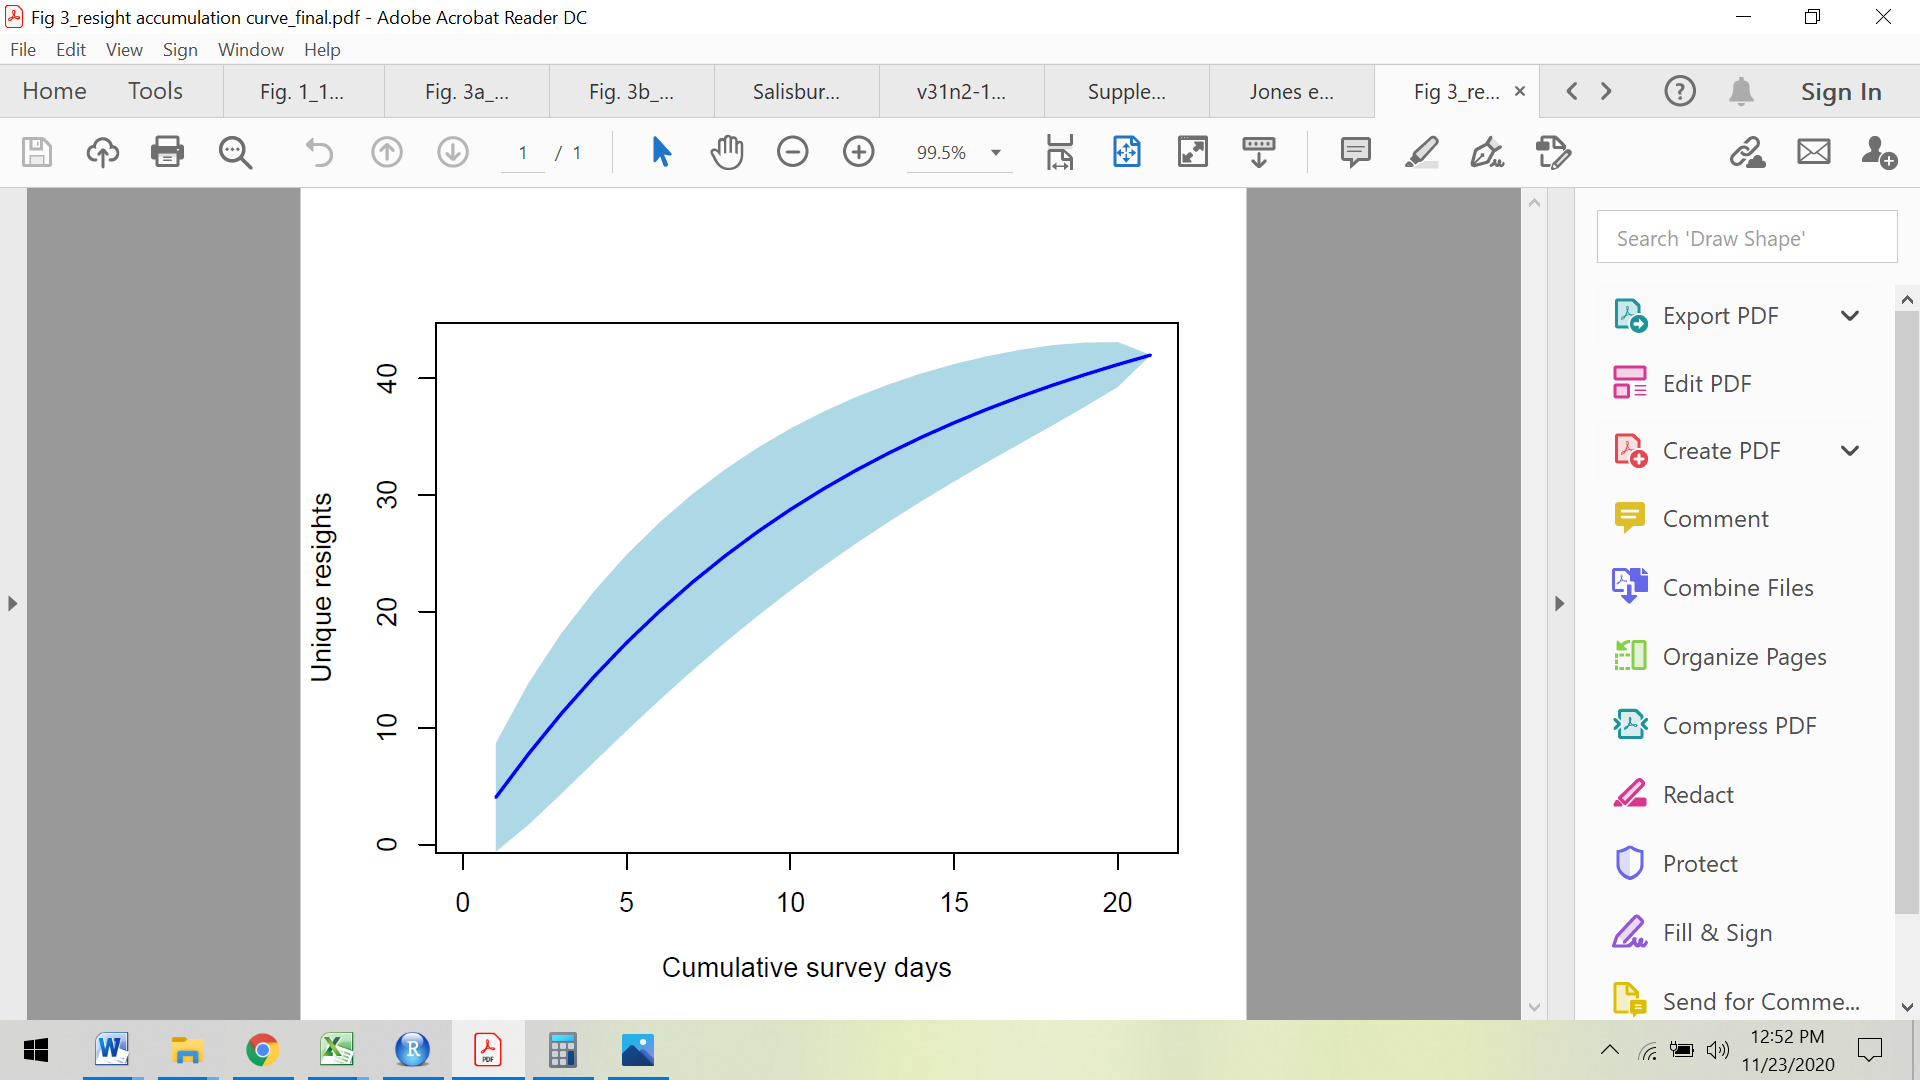 Fig 3_resight accumulation curve_final.pdf - Adobe Acrobat Reader DC
File Edit View Sign Window Help
Home Tools Fig. 1_1... Fig. 3a_... Fig. 3b_... Salisbur... v31n2-1... Supple... Jones e... Fig 3_re... × Sign In
1 / 1 99.5%
Search 'Draw Shape'
Export PDF
Edit PDF
Create PDF
Comment
Combine Files
Organize Pages
Compress PDF
Redact
Protect
Fill & Sign
Send for Comme...
Unique resights
40
30
20
10
0
0 5 10 15 20
Cumulative survey days
W
X
R
PDF
12:52 PM
11/23/2020